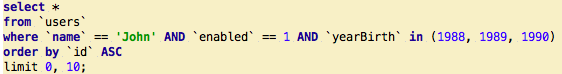 select *
from `users`
where `name` == 'John' AND `enabled` == 1 AND `yearBirth` in (1988, 1989, 1990)
order by `id` ASC
limit 0, 10;